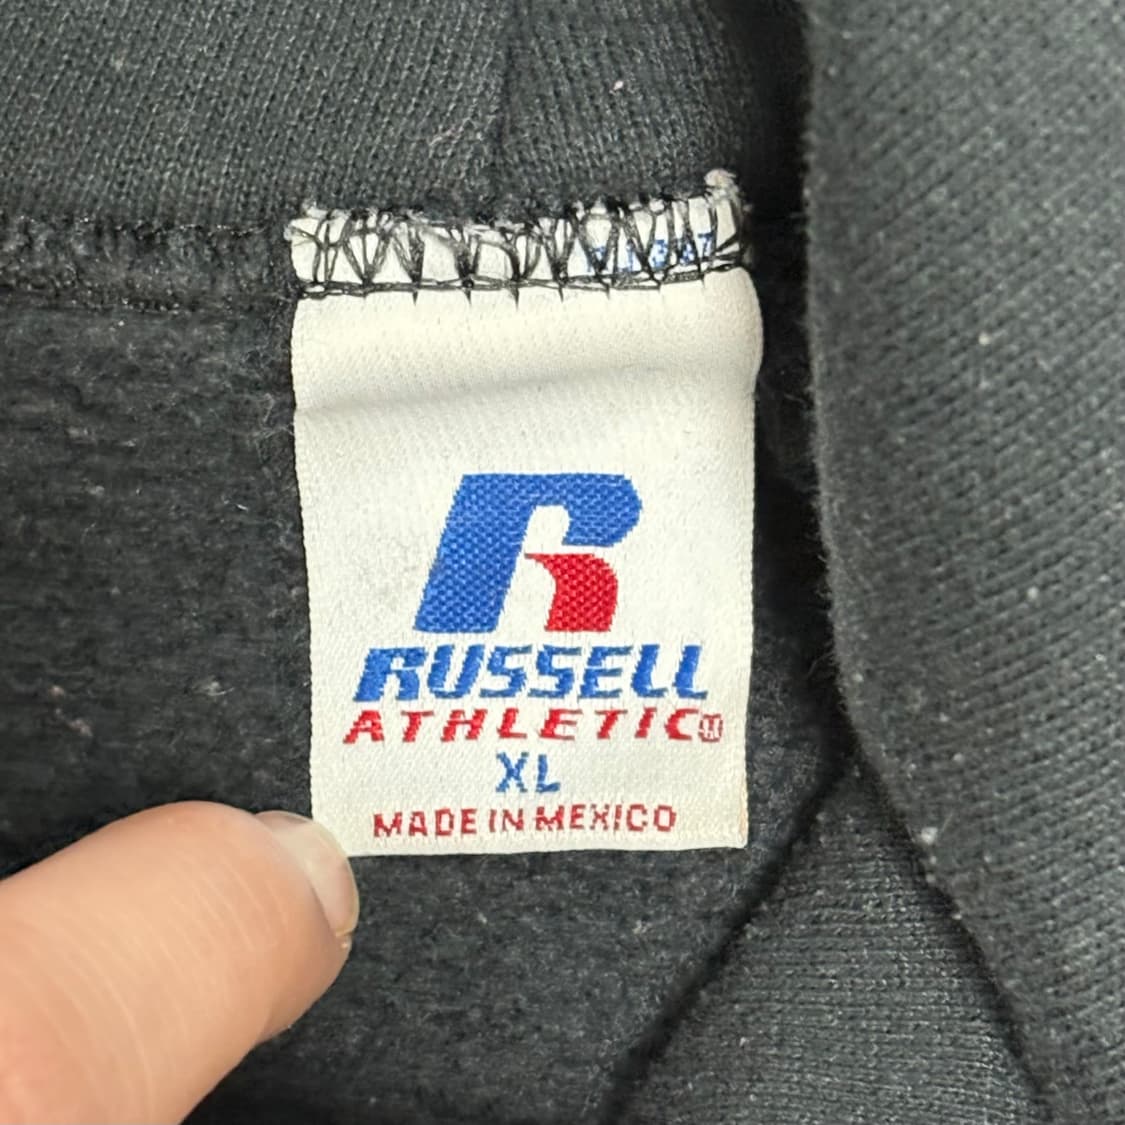 R
RUSSELL
ATHLETIC®
XL
MADE IN MEXICO